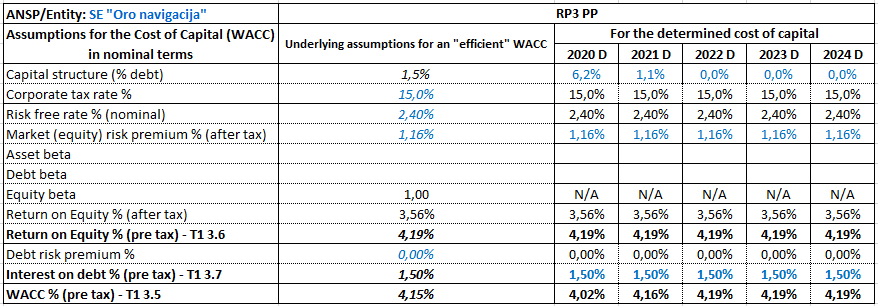 ANSP/Entity: SE "Oro navigacija" RP3 PP
Assumptions for the Cost of Capital (WACC) in nominal terms Underlying assumptions for an "efficient" WACC For the determined cost of capital
2020 D 2021 D 2022 D 2023 D 2024 D
Capital structure (% debt) 1,5% 6,2% 1,1% 0,0% 0,0% 0,0%
Corporate tax rate % 15,0% 15,0% 15,0% 15,0% 15,0% 15,0%
Risk free rate % (nominal) 2,40% 2,40% 2,40% 2,40% 2,40% 2,40%
Market (equity) risk premium % (after tax) 1,16% 1,16% 1,16% 1,16% 1,16% 1,16%
Asset beta
Debt beta
Equity beta 1,00 N/A N/A N/A N/A N/A
Return on Equity % (after tax) 3,56% 3,56% 3,56% 3,56% 3,56% 3,56%
Return on Equity % (pre tax) - T1 3.6 4,19% 4,19% 4,19% 4,19% 4,19% 4,19%
Debt risk premium % 0,00% 0,00% 0,00% 0,00% 0,00% 0,00%
Interest on debt % (pre tax) - T1 3.7 1,50% 1,50% 1,50% 1,50% 1,50% 1,50%
WACC % (pre tax) - T1 3.5 4,15% 4,02% 4,16% 4,19% 4,19% 4,19%